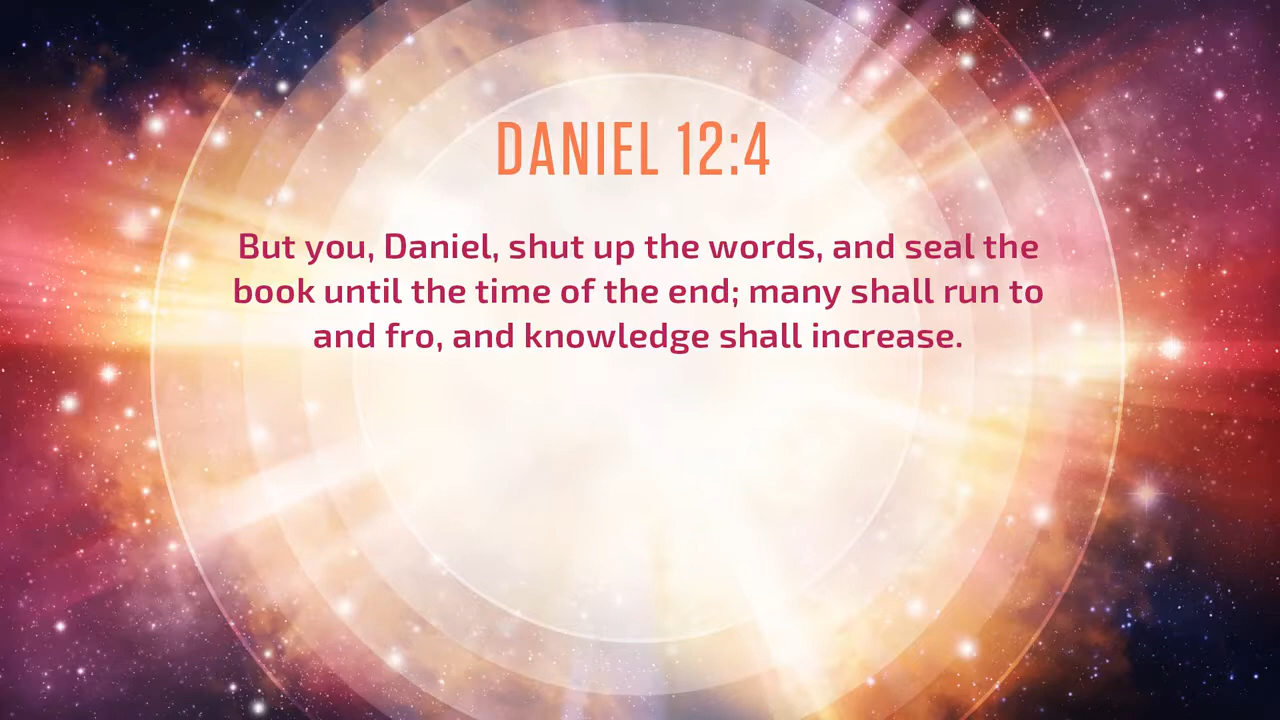 DANIEL 12:4
But you, Daniel, shut up the words, and seal the
book until the time of the end; many shall run to
and fro, and knowledge shall increase.